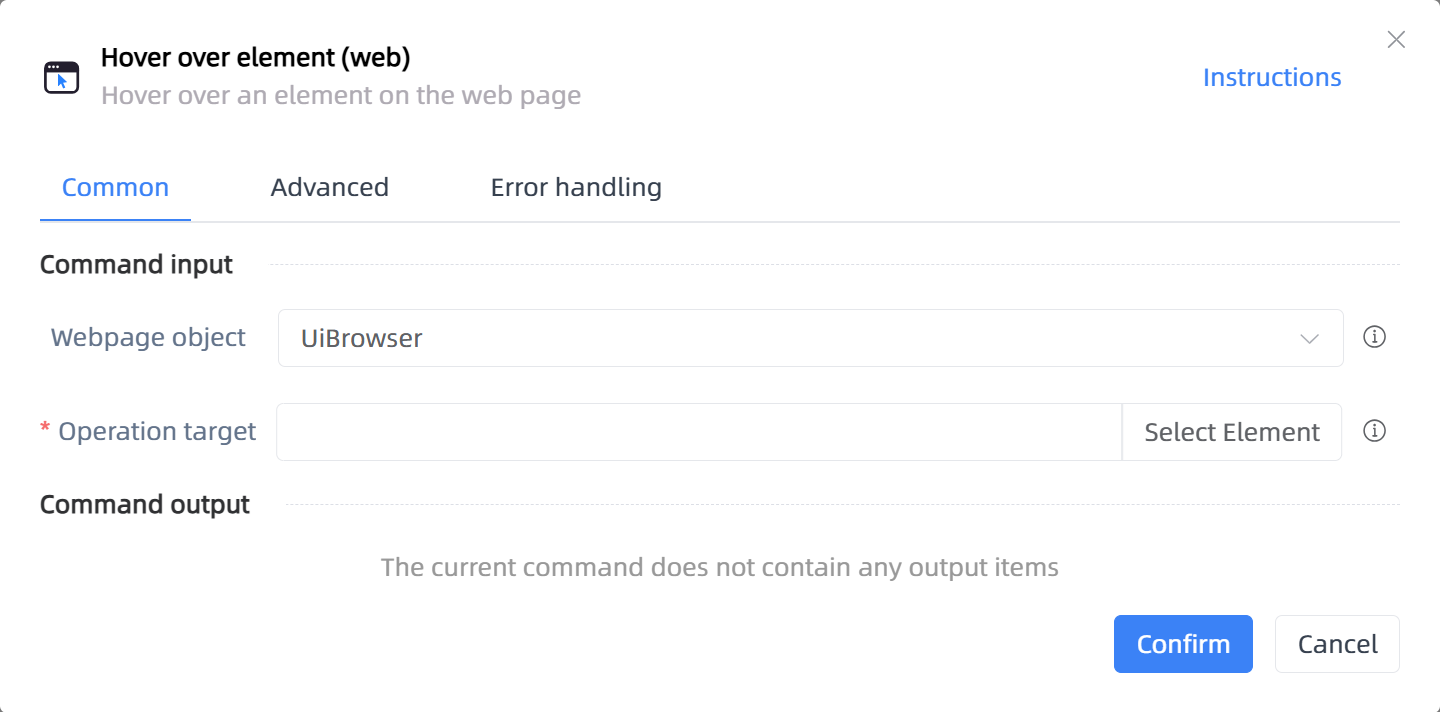 Hover over element (web)
Hover over an element on the web page
Instructions
Common
Advanced
Error handling
Command input
Webpage object
UiBrowser
* Operation target
Select Element
Command output
The current command does not contain any output items
Confirm
Cancel